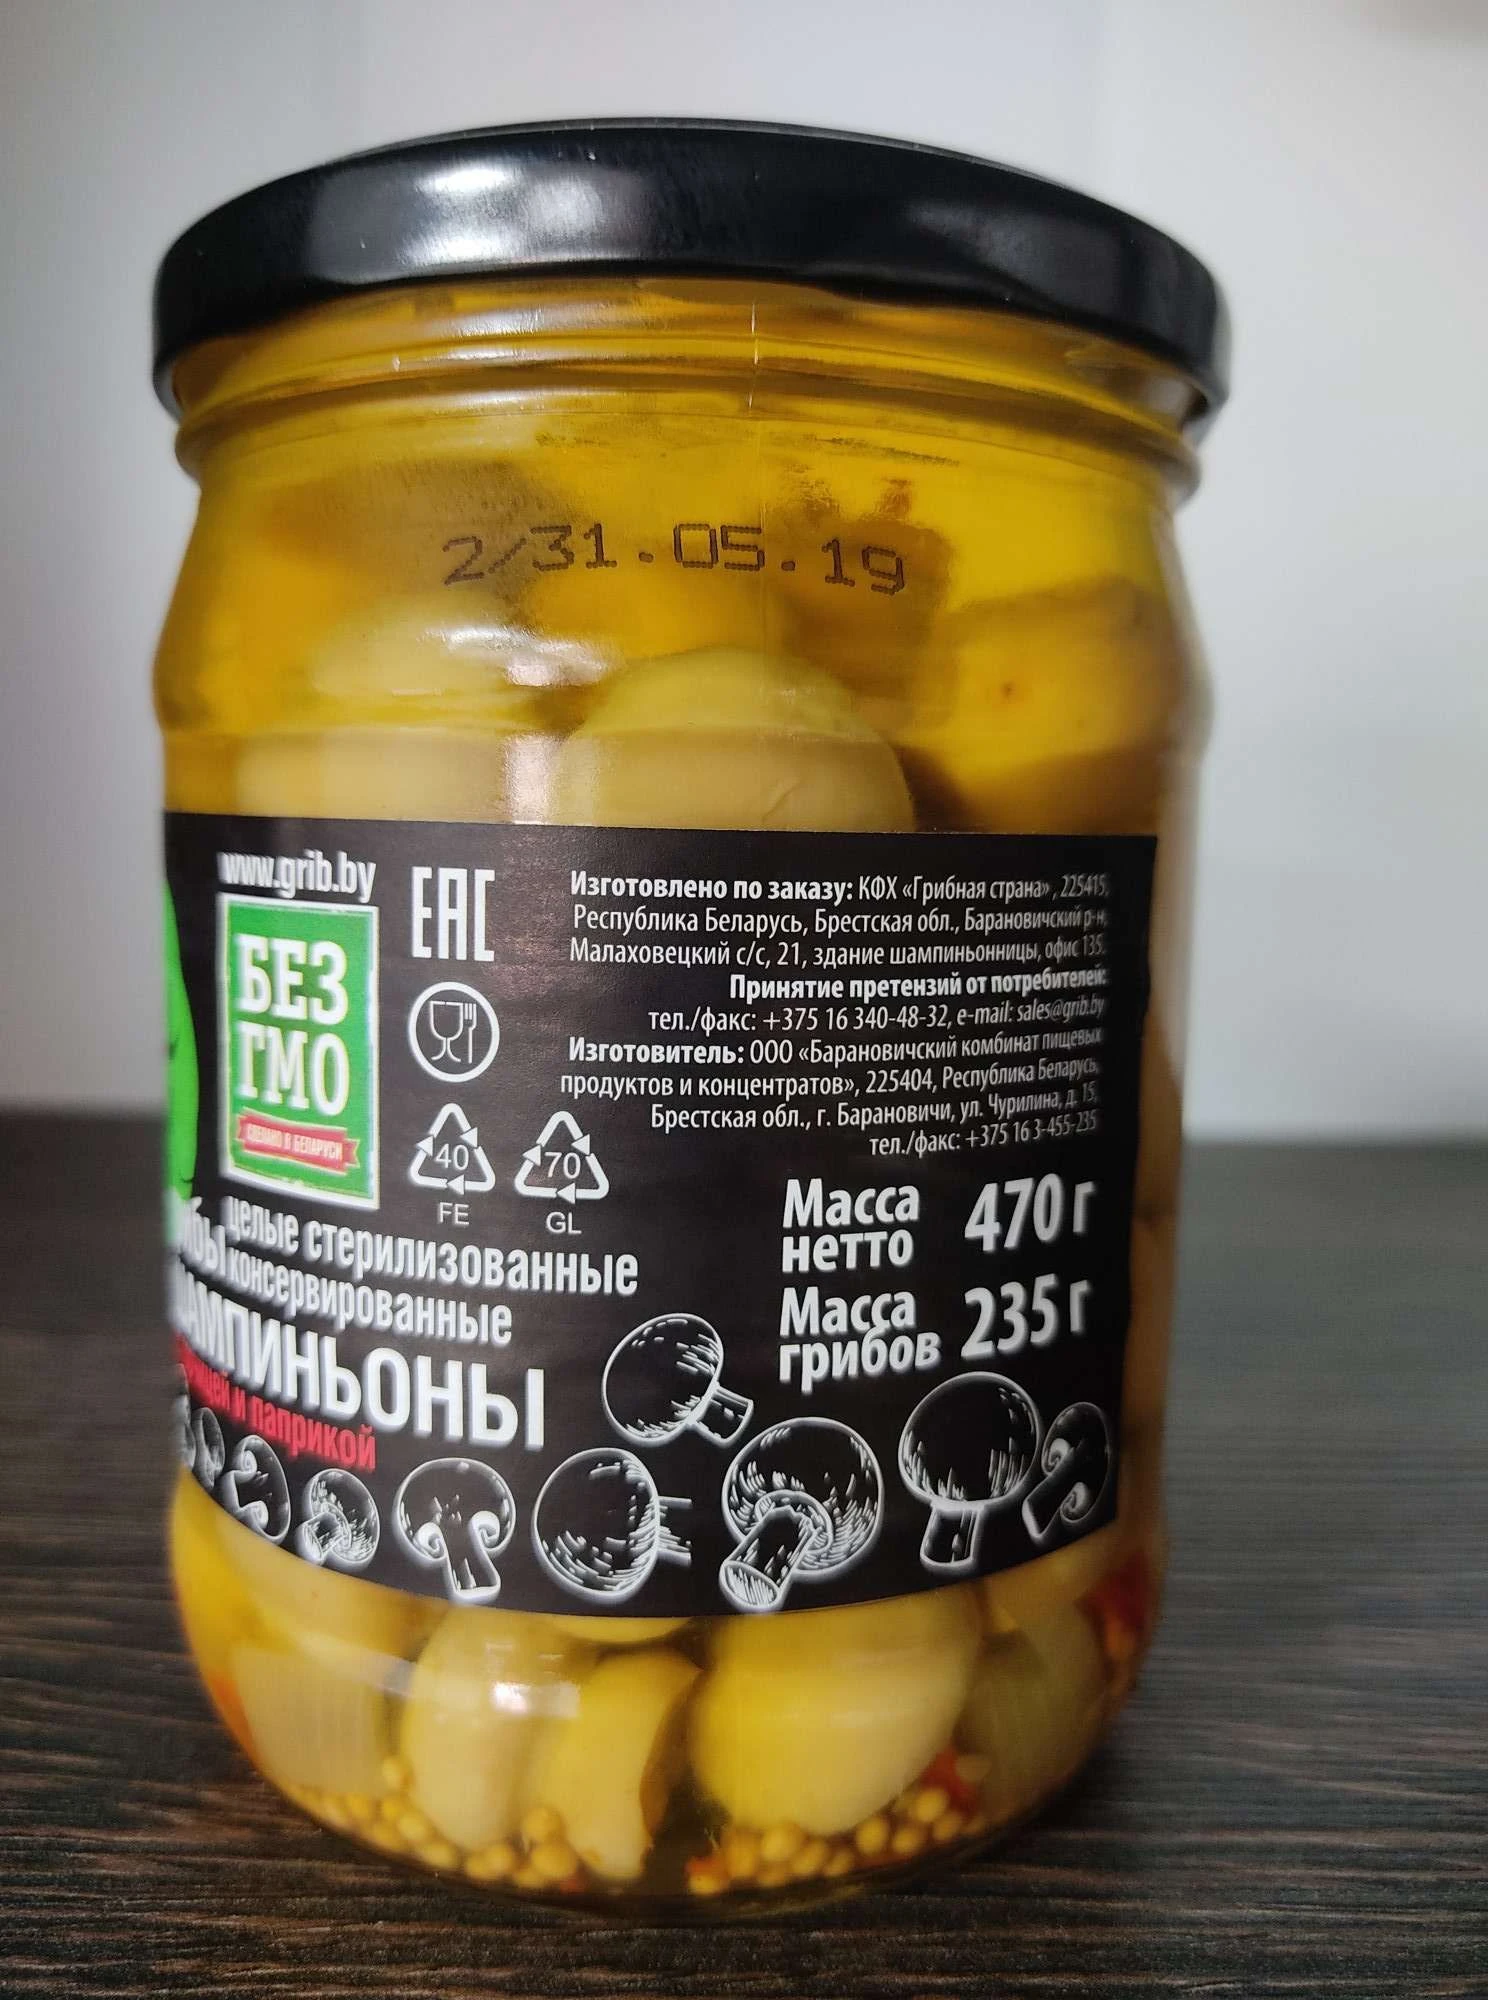 2/31.05.19
www.grib.by
БЕЗ
ГМО
СДЕЛАНО В БЕЛАРУСИ
EAC
40
FE
70
GL
Изготовлено по заказу: КФХ «Грибная страна», 225415,
Республика Беларусь, Брестская обл., Барановичский р-н,
Малаховецкий с/с, 21, здание шампиньонницы, офис 135.
Принятие претензий от потребителей:
тел./факс: +375 16 340-48-32, e-mail: sales@grib.by
Изготовитель: ООО «Барановичский комбинат пищевых
продуктов и концентратов», 225404, Республика Беларусь,
Брестская обл., г. Барановичи, ул. Чурилина, д. 15,
тел./факс: +375 16 3-455-235
Масса нетто 470 г
Масса грибов 235 г
целые стерилизованные
консервированные
ШАМПИНЬОНЫ
и паприкой